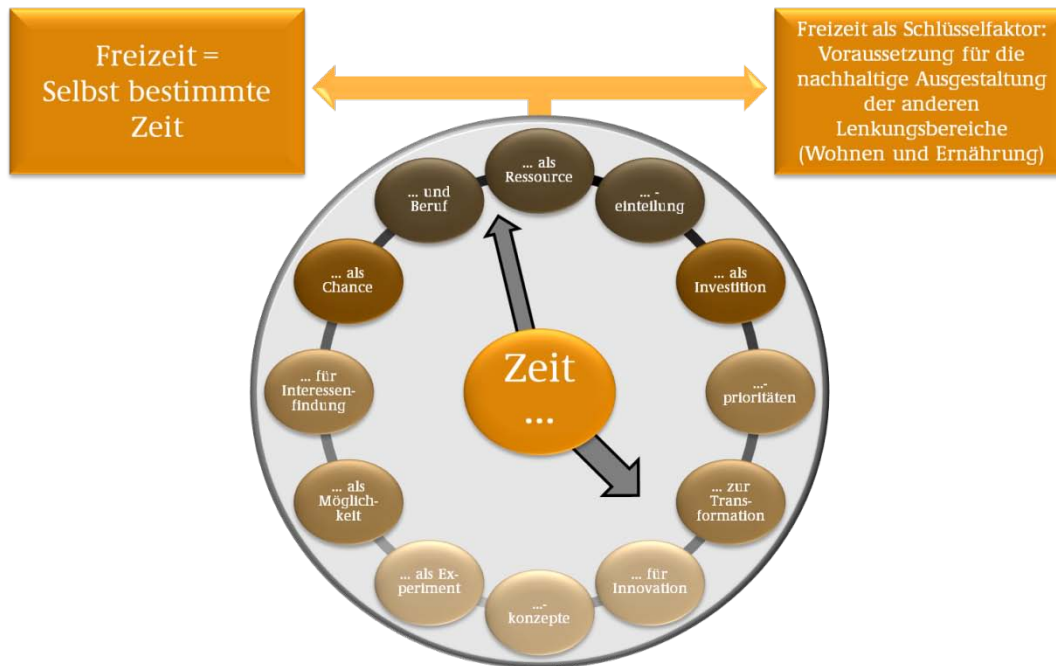 Freizeit =
Selbst bestimmte
Zeit
Freizeit als Schlüsselfaktor:
Voraussetzung für die
nachhaltige Ausgestaltung
der anderen
Lenkungsbereiche
(Wohnen und Ernährung)
... als
Ressource
... -
einteilung
... als
Investition
...-
prioritäten
... zur
Trans-
formation
... für
Innovation
...-
konzepte
... als Ex-
periment
... als
Möglich-
keit
... für
Interessen-
findung
... als
Chance
... und
Beruf
Zeit
...